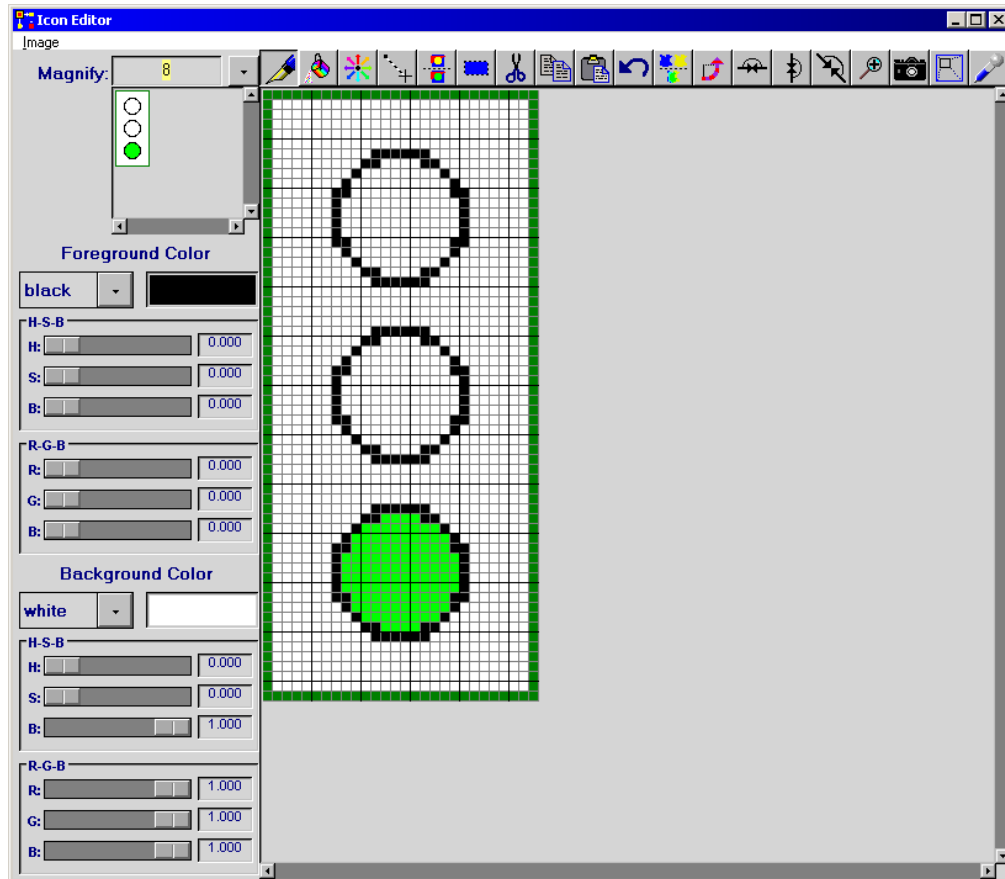 Icon Editor
Image
Magnify: 8
Foreground Color
black
H-S-B
H: 0.000
S: 0.000
B: 0.000
R-G-B
R: 0.000
G: 0.000
B: 0.000
Background Color
white
H-S-B
H: 0.000
S: 0.000
B: 1.000
R-G-B
R: 1.000
G: 1.000
B: 1.000